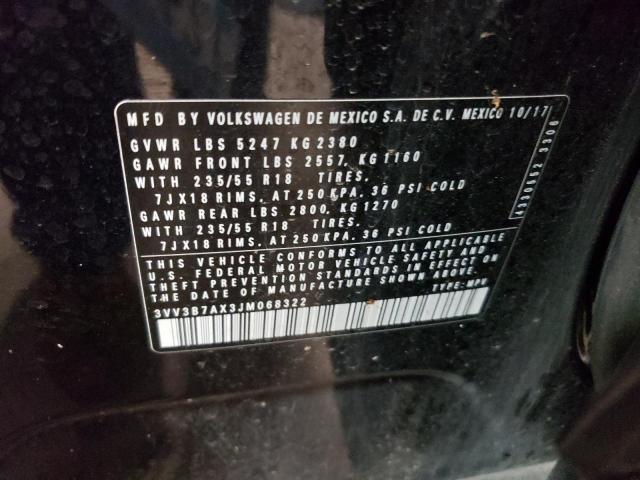 MFD BY VOLKSWAGEN DE MEXICO S.A. DE C.V. MEXICO 10/17
GVWR LBS 5247 KG 2380
GAWR FRONT LBS 2557, KG 1160
WITH 235/55 R18 TIRES,
7JX18 RIMS, AT 250 KPA, 36 PSI COLD
GAWR REAR LBS 2800, KG 1270
WITH 235/55 R18 TIRES,
7JX18 RIMS, AT 250 KPA, 36 PSI COLD
THIS VEHICLE CONFORMS TO ALL APPLICABLE
U.S. FEDERAL MOTOR VEHICLE SAFETY AND
THEFT PREVENTION STANDARDS IN EFFECT ON
THE DATE OF MANUFACTURE SHOWN ABOVE.
3VV3B7AX3JM068322 TYPE: MPV